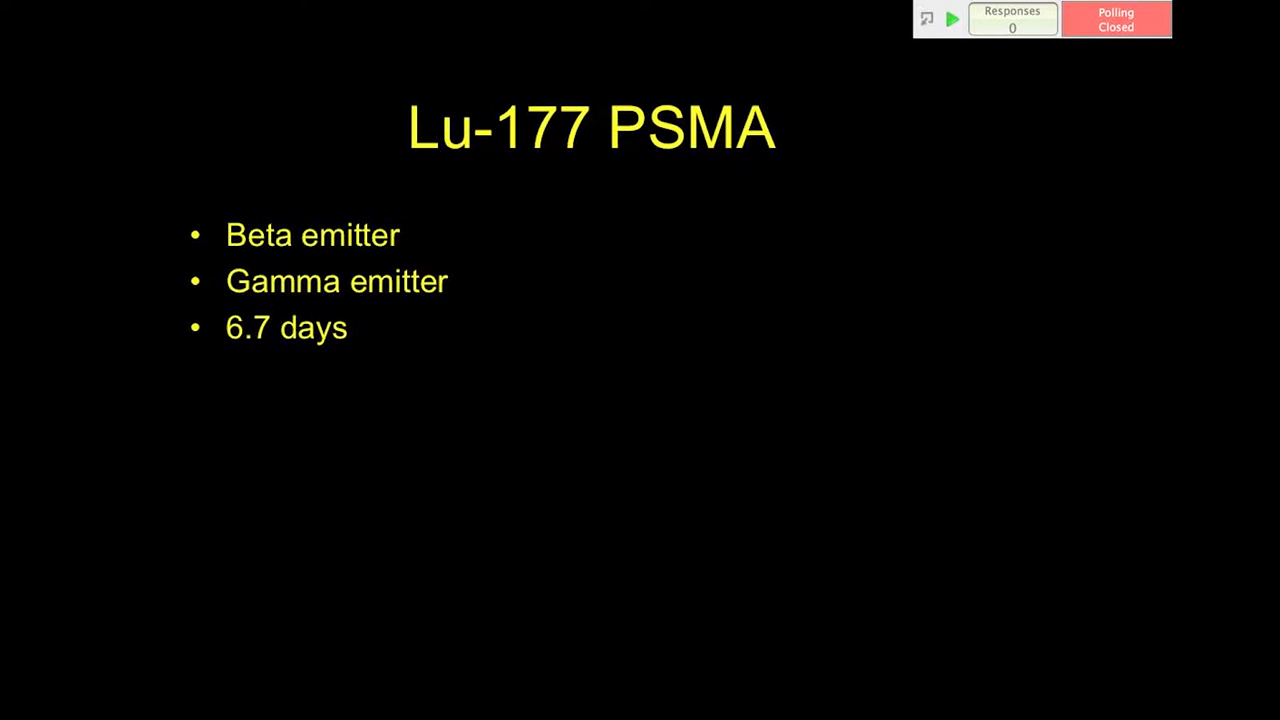 Responses
0
Polling
Closed
Lu-177 PSMA
• Beta emitter
• Gamma emitter
• 6.7 days